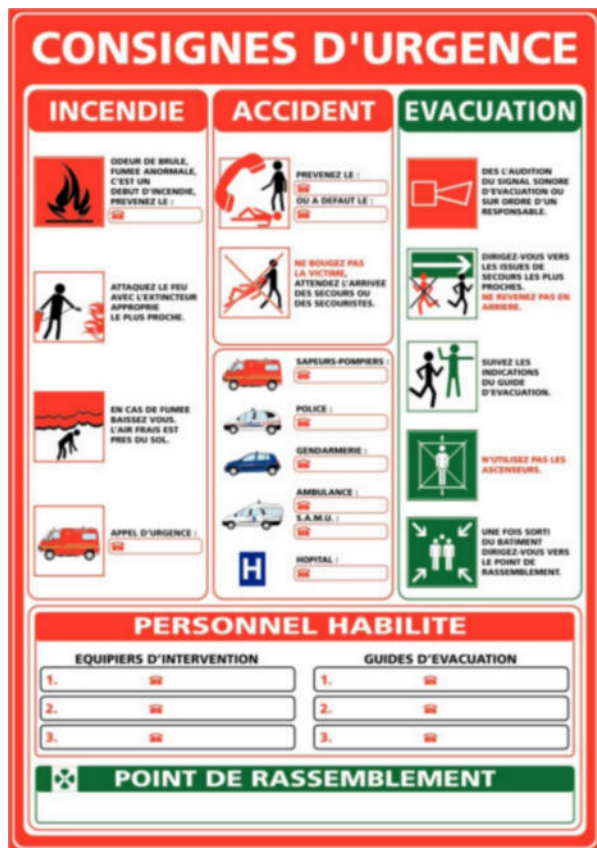 CONSIGNES D'URGENCE
INCENDIE
ODEUR DE BRULE,
FUMEE ANORMALE,
C'EST UN
DEBUT D'INCENDIE,
PREVENEZ LE :
ATTAQUEZ LE FEU
AVEC L'EXTINCTEUR
APPROPRIE
LE PLUS PROCHE.
EN CAS DE FUMEE
BAISSEZ VOUS.
L'AIR FRAIS EST
PRES DU SOL.
APPEL D'URGENCE :
ACCIDENT
PREVENEZ LE :
OU A DEFAUT LE :
NE BOUGEZ PAS
LA VICTIME,
ATTENDEZ L'ARRIVEE
DES SECOURS OU
DES SECOURISTES.
SAPEURS-POMPIERS :
POLICE :
GENDARMERIE :
AMBULANCE :
S.A.M.U. :
H
HOPITAL :
EVACUATION
DES L'AUDITION
DU SIGNAL SONORE
D'EVACUATION OU
SUR ORDRE D'UN
RESPONSABLE.
DIRIGEZ-VOUS VERS
LES ISSUES DE
SECOURS LES PLUS
PROCHES.
NE REVENEZ PAS EN
ARRIERE.
SUIVEZ LES
INDICATIONS
DU GUIDE
D'EVACUATION.
N'UTILISEZ PAS LES
ASCENSEURS.
UNE FOIS SORTI
DU BATIMENT
DIRIGEZ-VOUS VERS
LE POINT DE
RASSEMBLEMENT.
PERSONNEL HABILITE
EQUIPIERS D'INTERVENTION
1.
2.
3.
GUIDES D'EVACUATION
1.
2.
3.
POINT DE RASSEMBLEMENT